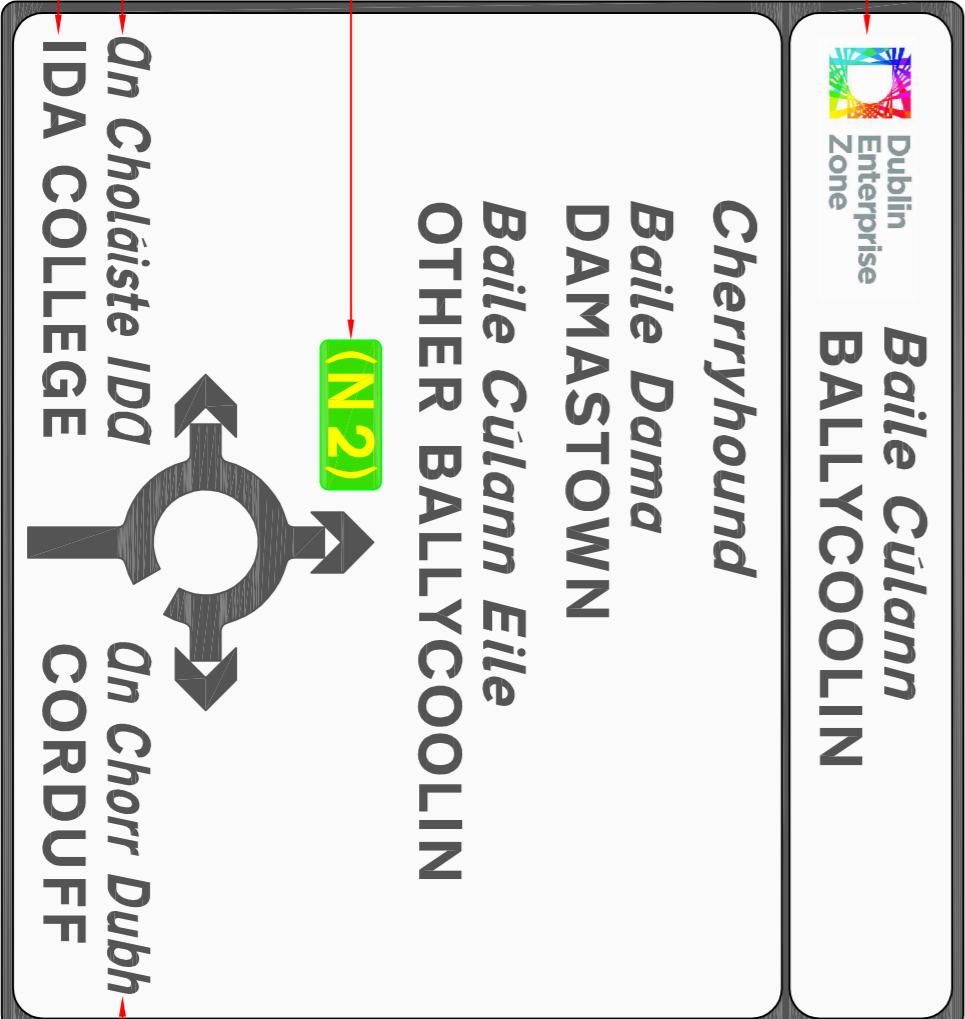 Dublin
Enterprise
Zone
Baile Cúlann
BALLYCOOLIN
Cherryhound
Baile Dama
DAMASTOWN
Baile Cúlann Eile
OTHER BALLYCOOLIN
(N2)
An Choláiste IDA
IDA COLLEGE
An Chorr Dubh
CORDUFF